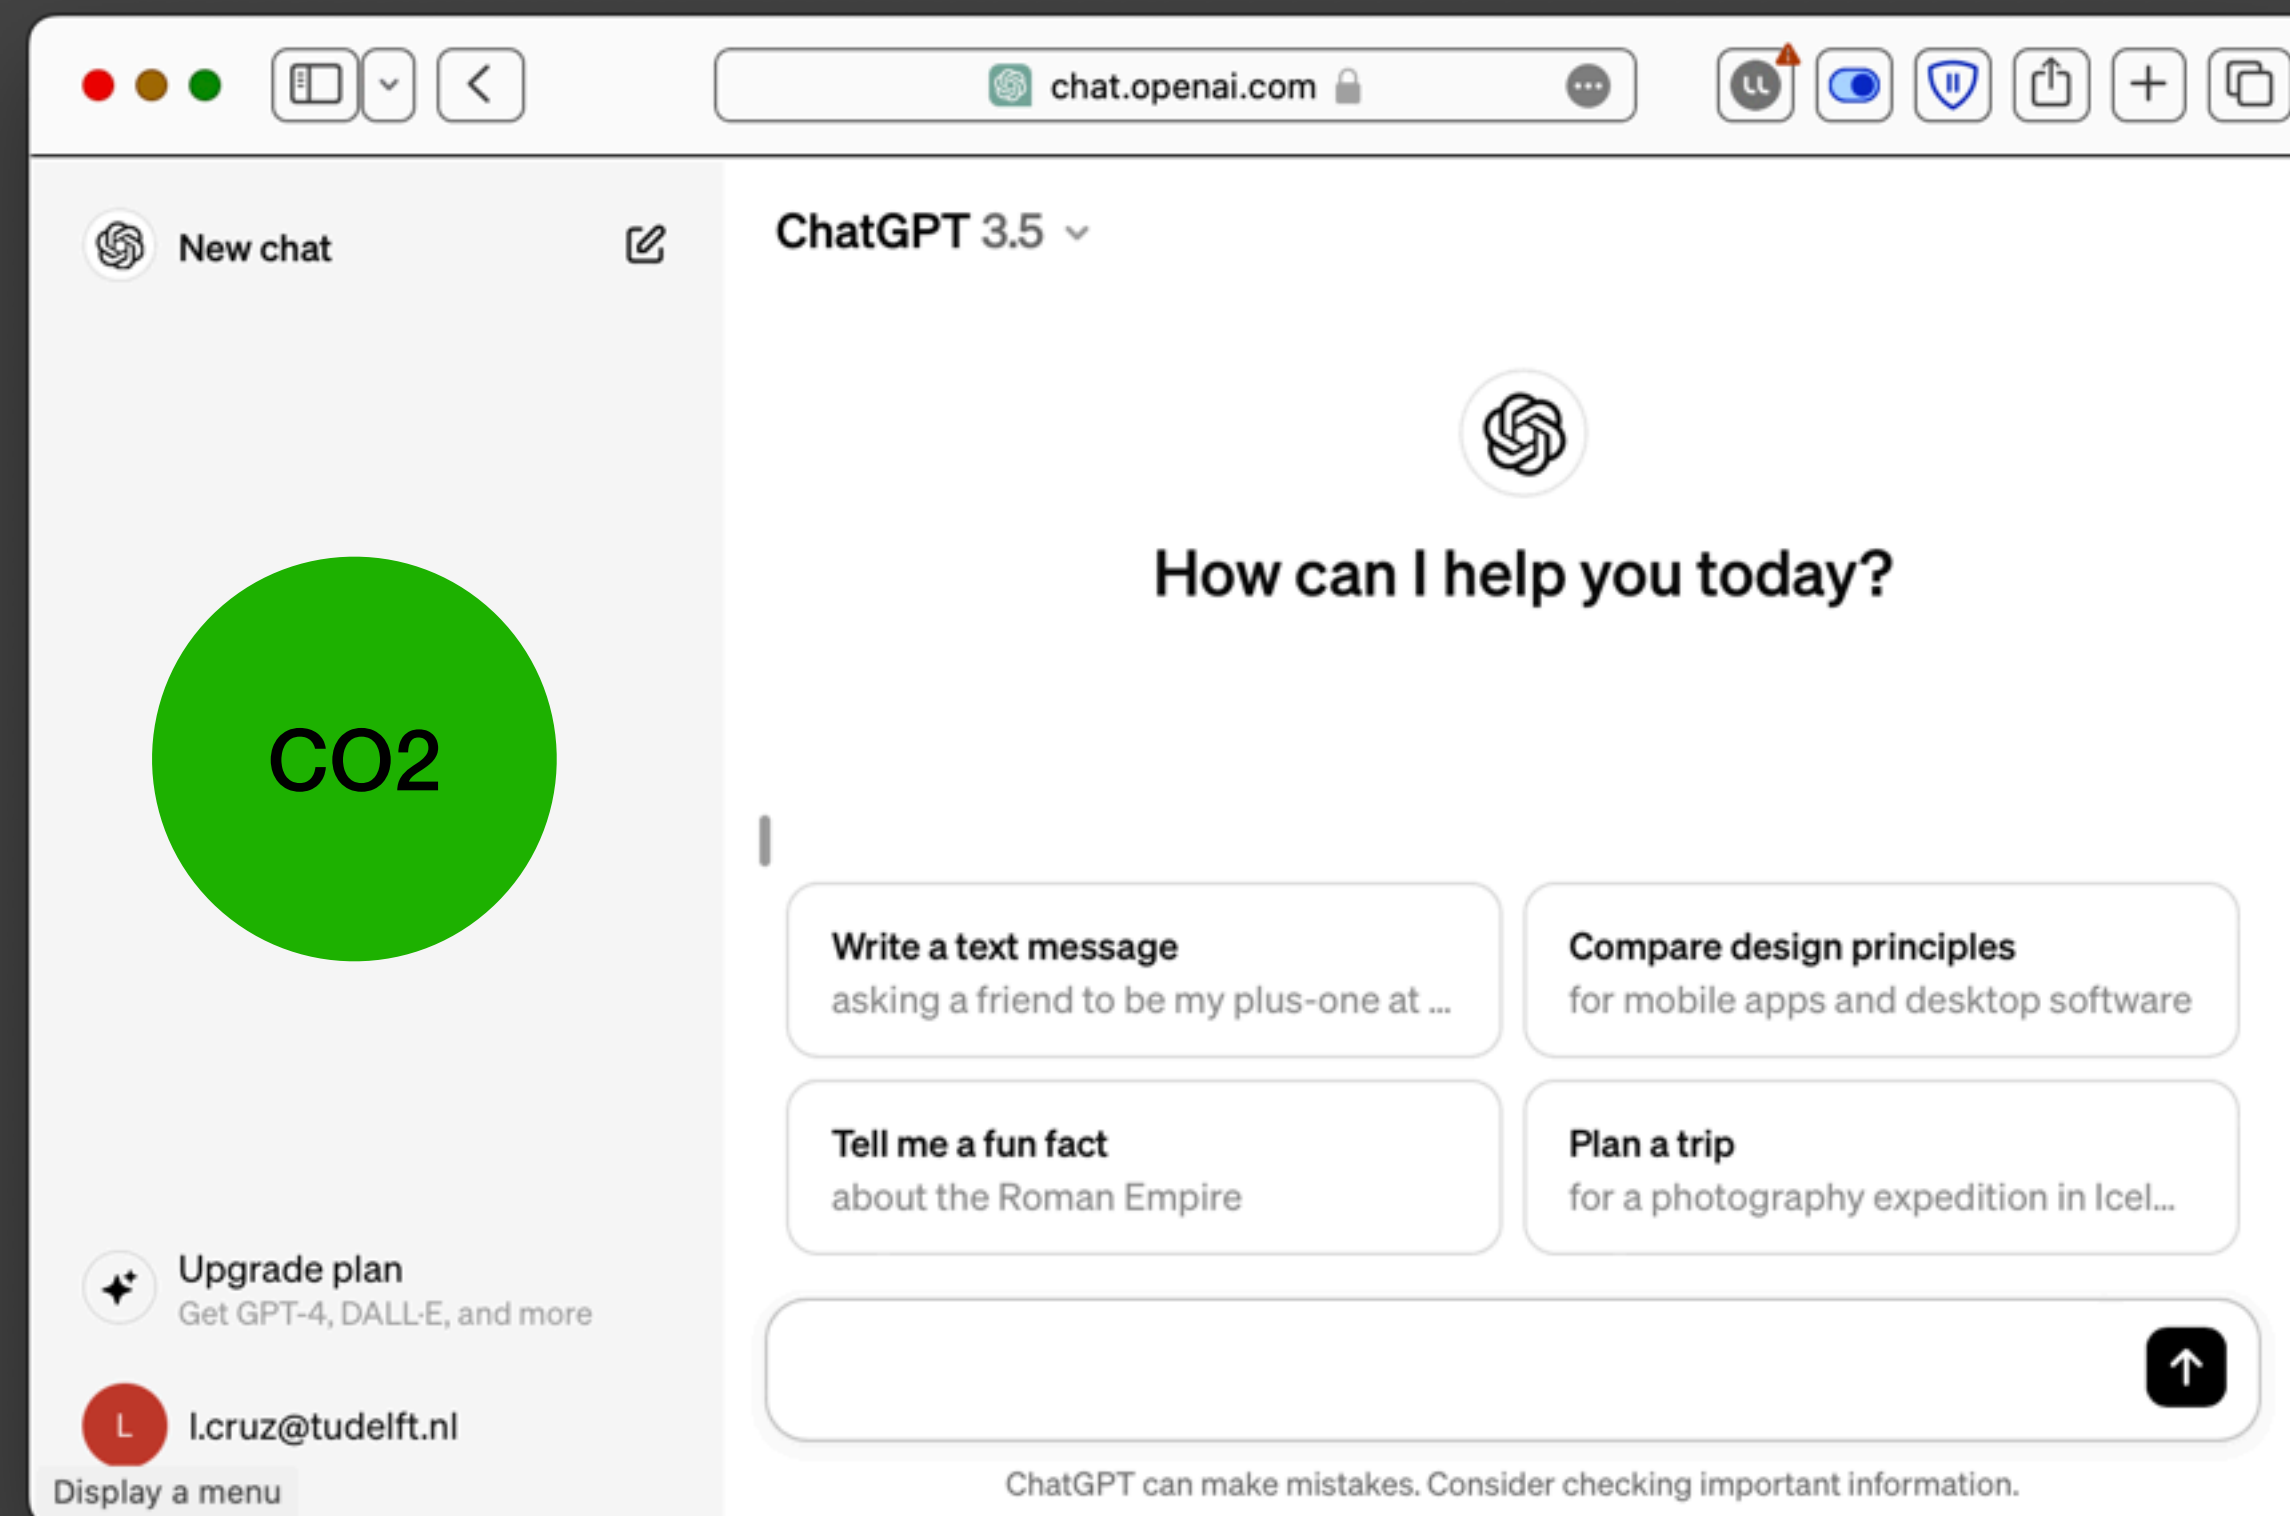 chat.openai.com
New chat
ChatGPT 3.5
How can I help you today?
CO2
Write a text message
asking a friend to be my plus-one at ...
Compare design principles
for mobile apps and desktop software
Tell me a fun fact
about the Roman Empire
Plan a trip
for a photography expedition in Icel...
Upgrade plan
Get GPT-4, DALL·E, and more
L
l.cruz@tudelft.nl
Display a menu
ChatGPT can make mistakes. Consider checking important information.